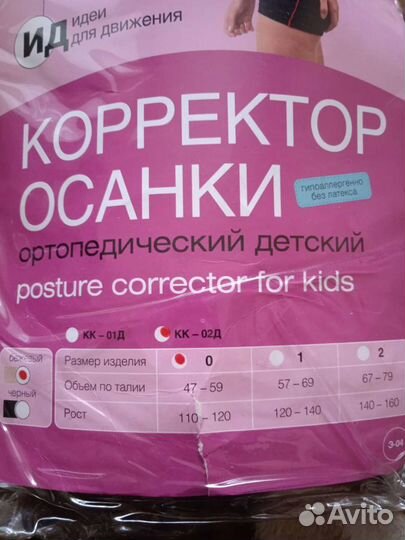 ИД
идеи
для движения
КОРРЕКТОР
ОСАНКИ
гипоаллергенно
без латекса
ортопедический детский
posture corrector for kids
КК – 01Д КК – 02Д
бежевый
черный
Размер изделия 0 1 2
Объем по талии 47 – 59 57 – 69 67 – 79
Рост 110 – 120 120 – 140 140 – 160
Э-04
Avito